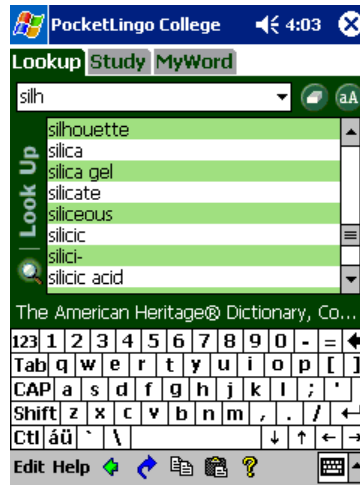 PocketLingo College 4:03
Lookup Study MyWord
silh aA
Look Up
silhouette
silica
silica gel
silicate
siliceous
silicic
silici-
silicic acid
The American Heritage® Dictionary, Co...
123 1 2 3 4 5 6 7 8 9 0 - =
Tab q w e r t y u i o p [ ]
CAP a s d f g h j k l ; '
Shift z x c v b n m , . /
Ctl áü ` \
Edit Help